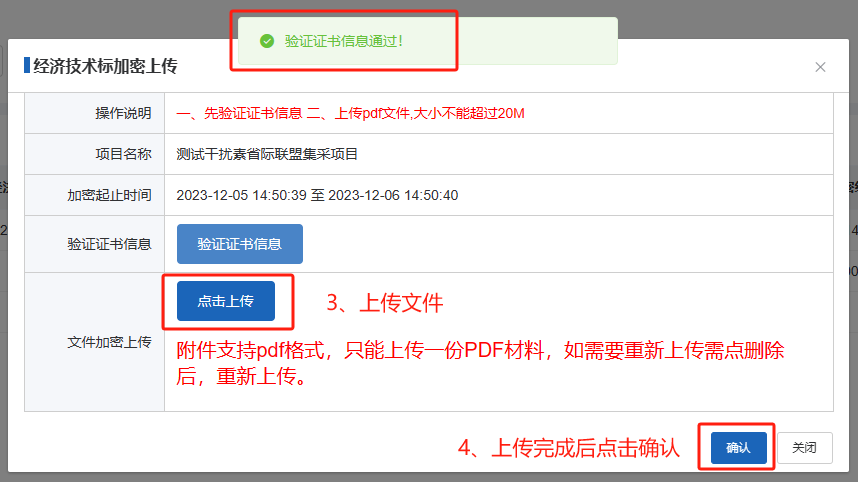 验证证书信息通过!
经济技术标加密上传
操作说明 一、先验证证书信息 二、上传pdf文件,大小不能超过20M
项目名称 测试干扰素省际联盟集采项目
加密起止时间 2023-12-05 14:50:39 至 2023-12-06 14:50:40
验证证书信息 验证证书信息
点击上传 3、上传文件
文件加密上传
附件支持pdf格式，只能上传一份PDF材料，如需要重新上传需点删除
后，重新上传。
4、上传完成后点击确认 确认 关闭